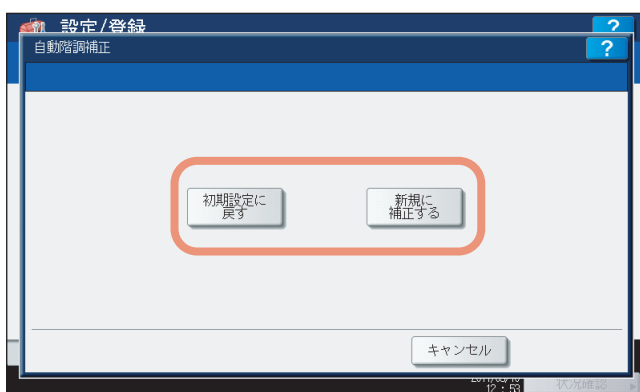 設定/登録
?
自動階調補正
?
初期設定に
戻す
新規に
補正する
キャンセル
12:53
状況確認